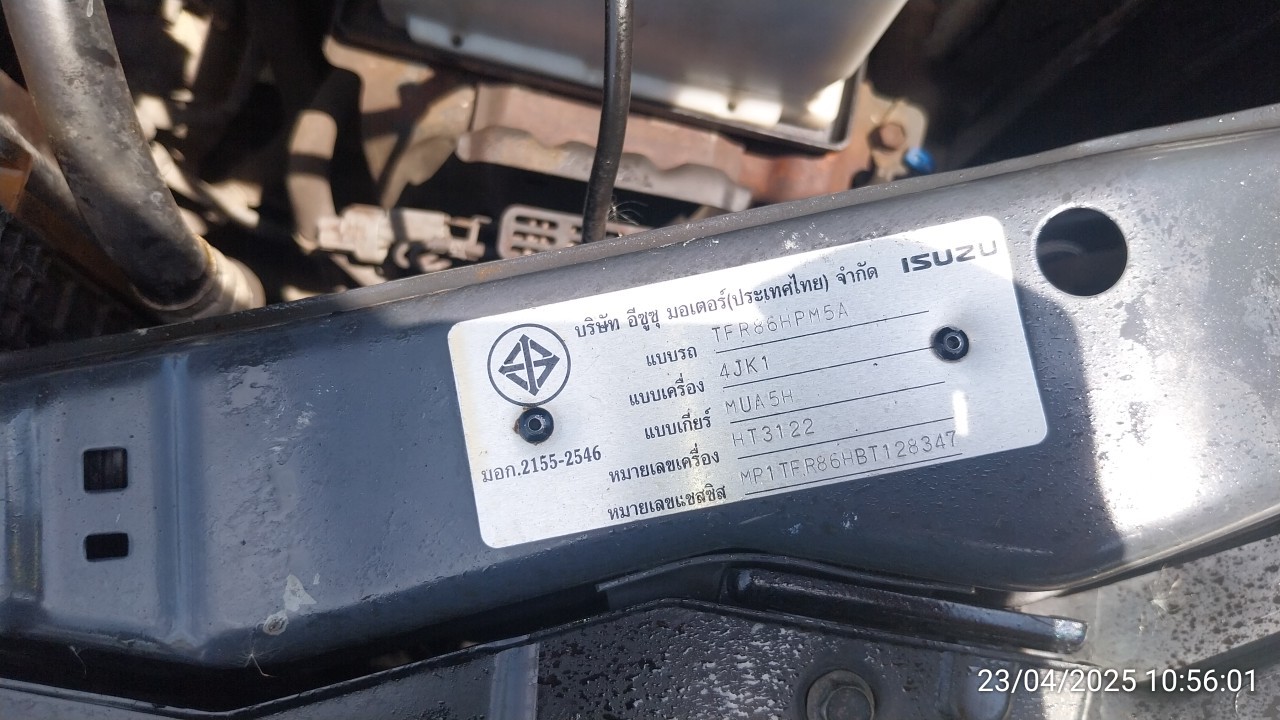 บริษัท อีซูซุ มอเตอร์(ประเทศไทย) จำกัด ISUZU
แบบรถ TFR86HPM5A
แบบเครื่อง 4JK1
แบบเกียร์ MUA5H
หมายเลขเครื่อง HT3122
หมายเลขแชสซิส MP1TFR86HBT128347
มอก.2155-2546
23/04/2025 10:56:01